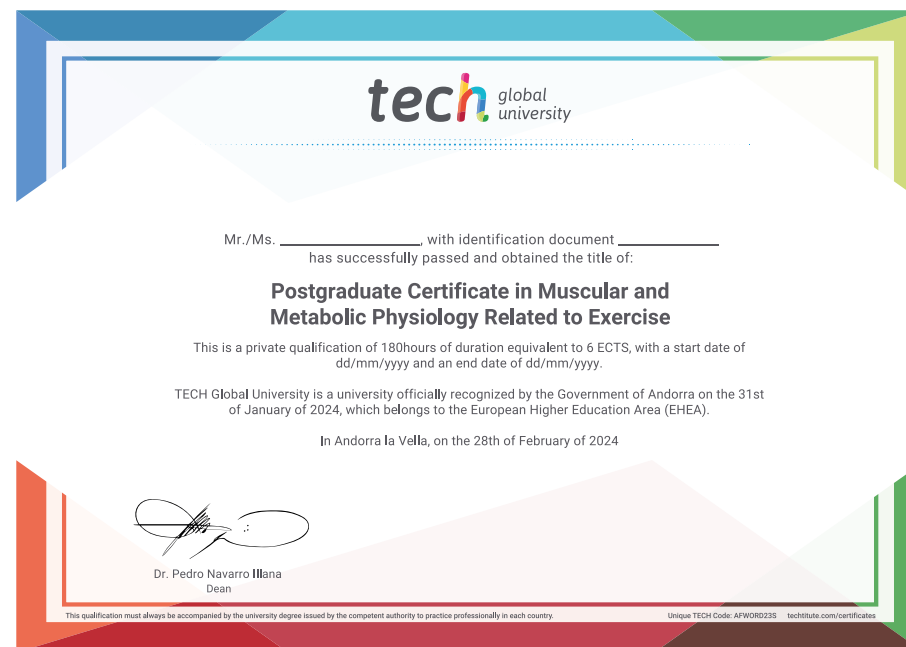 tech global university
Mr./Ms. ____________________, with identification document ______________
has successfully passed and obtained the title of:
Postgraduate Certificate in Muscular and
Metabolic Physiology Related to Exercise
This is a private qualification of 180hours of duration equivalent to 6 ECTS, with a start date of
dd/mm/yyyy and an end date of dd/mm/yyyy.
TECH Global University is a university officially recognized by the Government of Andorra on the 31st
of January of 2024, which belongs to the European Higher Education Area (EHEA).
In Andorra la Vella, on the 28th of February of 2024
Dr. Pedro Navarro Illana
Dean
This qualification must always be accompanied by the university degree issued by the competent authority to practice professionally in each country.
Unique TECH Code: AFWORD23S techtitute.com/certificates